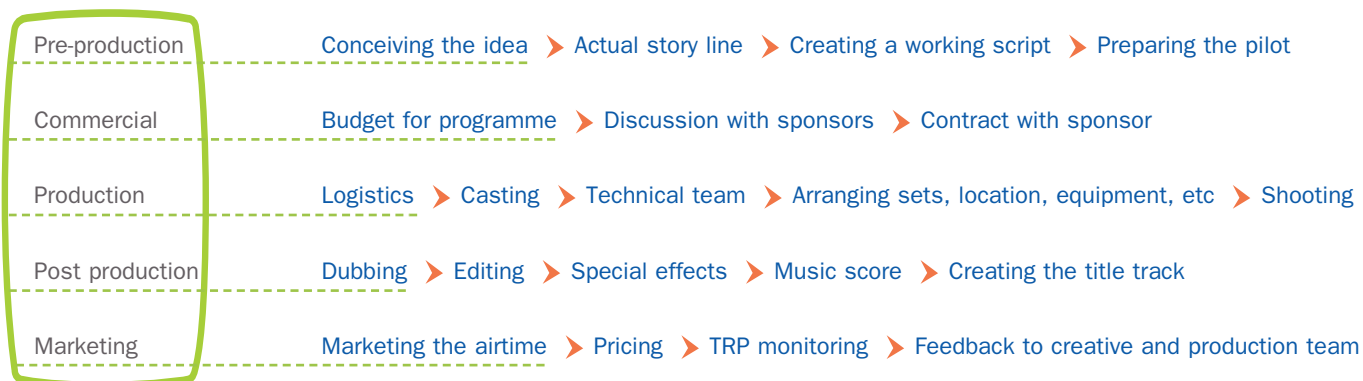 Pre-production Conceiving the idea Actual story line Creating a working script Preparing the pilot
Commercial Budget for programme Discussion with sponsors Contract with sponsor
Production Logistics Casting Technical team Arranging sets, location, equipment, etc Shooting
Post production Dubbing Editing Special effects Music score Creating the title track
Marketing Marketing the airtime Pricing TRP monitoring Feedback to creative and production team